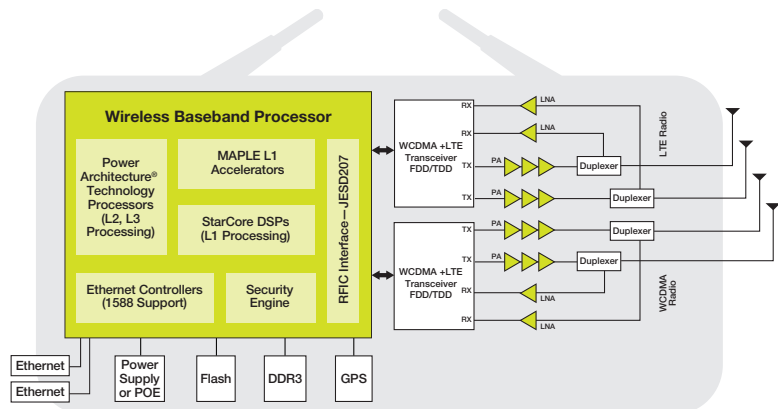 Wireless Baseband Processor
Power
Architecture®
Technology
Processors
(L2, L3
Processing)
MAPLE L1
Accelerators
StarCore DSPs
(L1 Processing)
Ethernet Controllers
(1588 Support)
Security
Engine
RFIC Interface—JESD207
Ethernet
Ethernet
Power
Supply
or POE
Flash
DDR3
GPS
WCDMA +LTE
Transceiver
FDD/TDD
RX
RX
TX
TX
LNA
LNA
PA
PA
Duplexer
Duplexer
LTE Radio
WCDMA +LTE
Transceiver
FDD/TDD
TX
TX
RX
RX
PA
PA
LNA
LNA
Duplexer
Duplexer
WCDMA
Radio